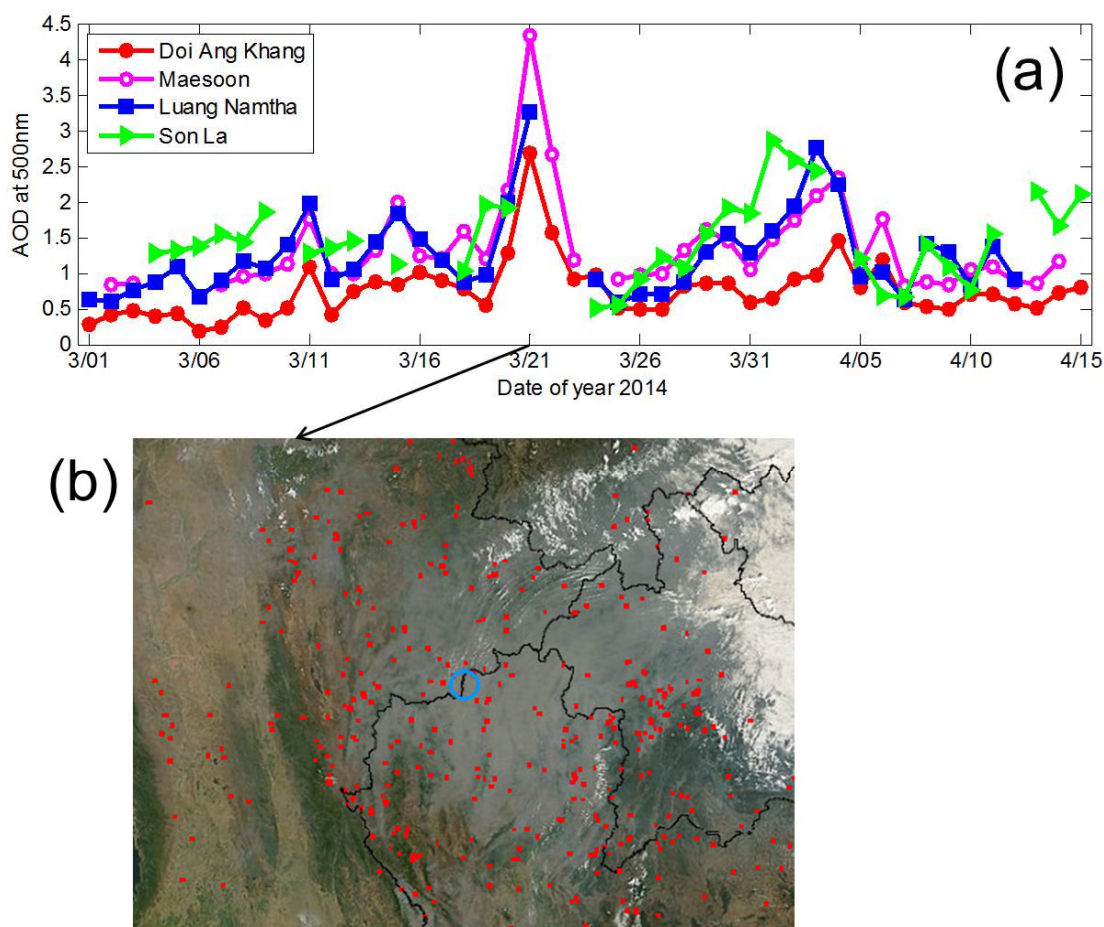 4.5
4
3.5
3
2.5
2
1.5
1
0.5
0
AOD at 500nm
Doi Ang Khang
Maesoon
Luang Namtha
Son La
(a)
3/01 3/06 3/11 3/16 3/21 3/26 3/31 4/05 4/10 4/15
Date of year 2014
(b)